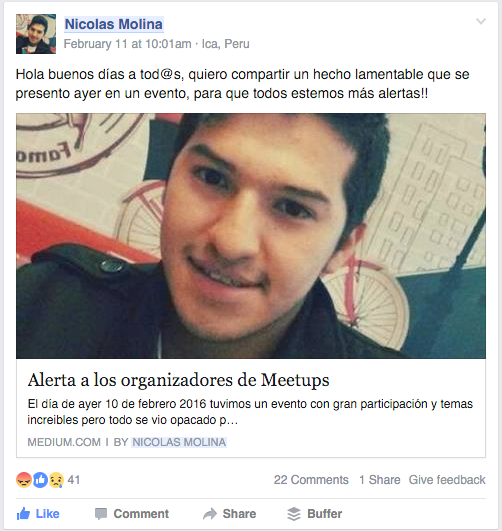 Nicolas Molina
February 11 at 10:01am · Ica, Peru
Hola buenos días a tod@s, quiero compartir un hecho lamentable que se
presento ayer en un evento, para que todos estemos más alertas!!
Famo
Alerta a los organizadores de Meetups
El día de ayer 10 de febrero 2016 tuvimos un evento con gran participación y temas
increibles pero todo se vio opacado p...
MEDIUM.COM | BY NICOLAS MOLINA
41
22 Comments 1 Share Give feedback
Like Comment Share Buffer